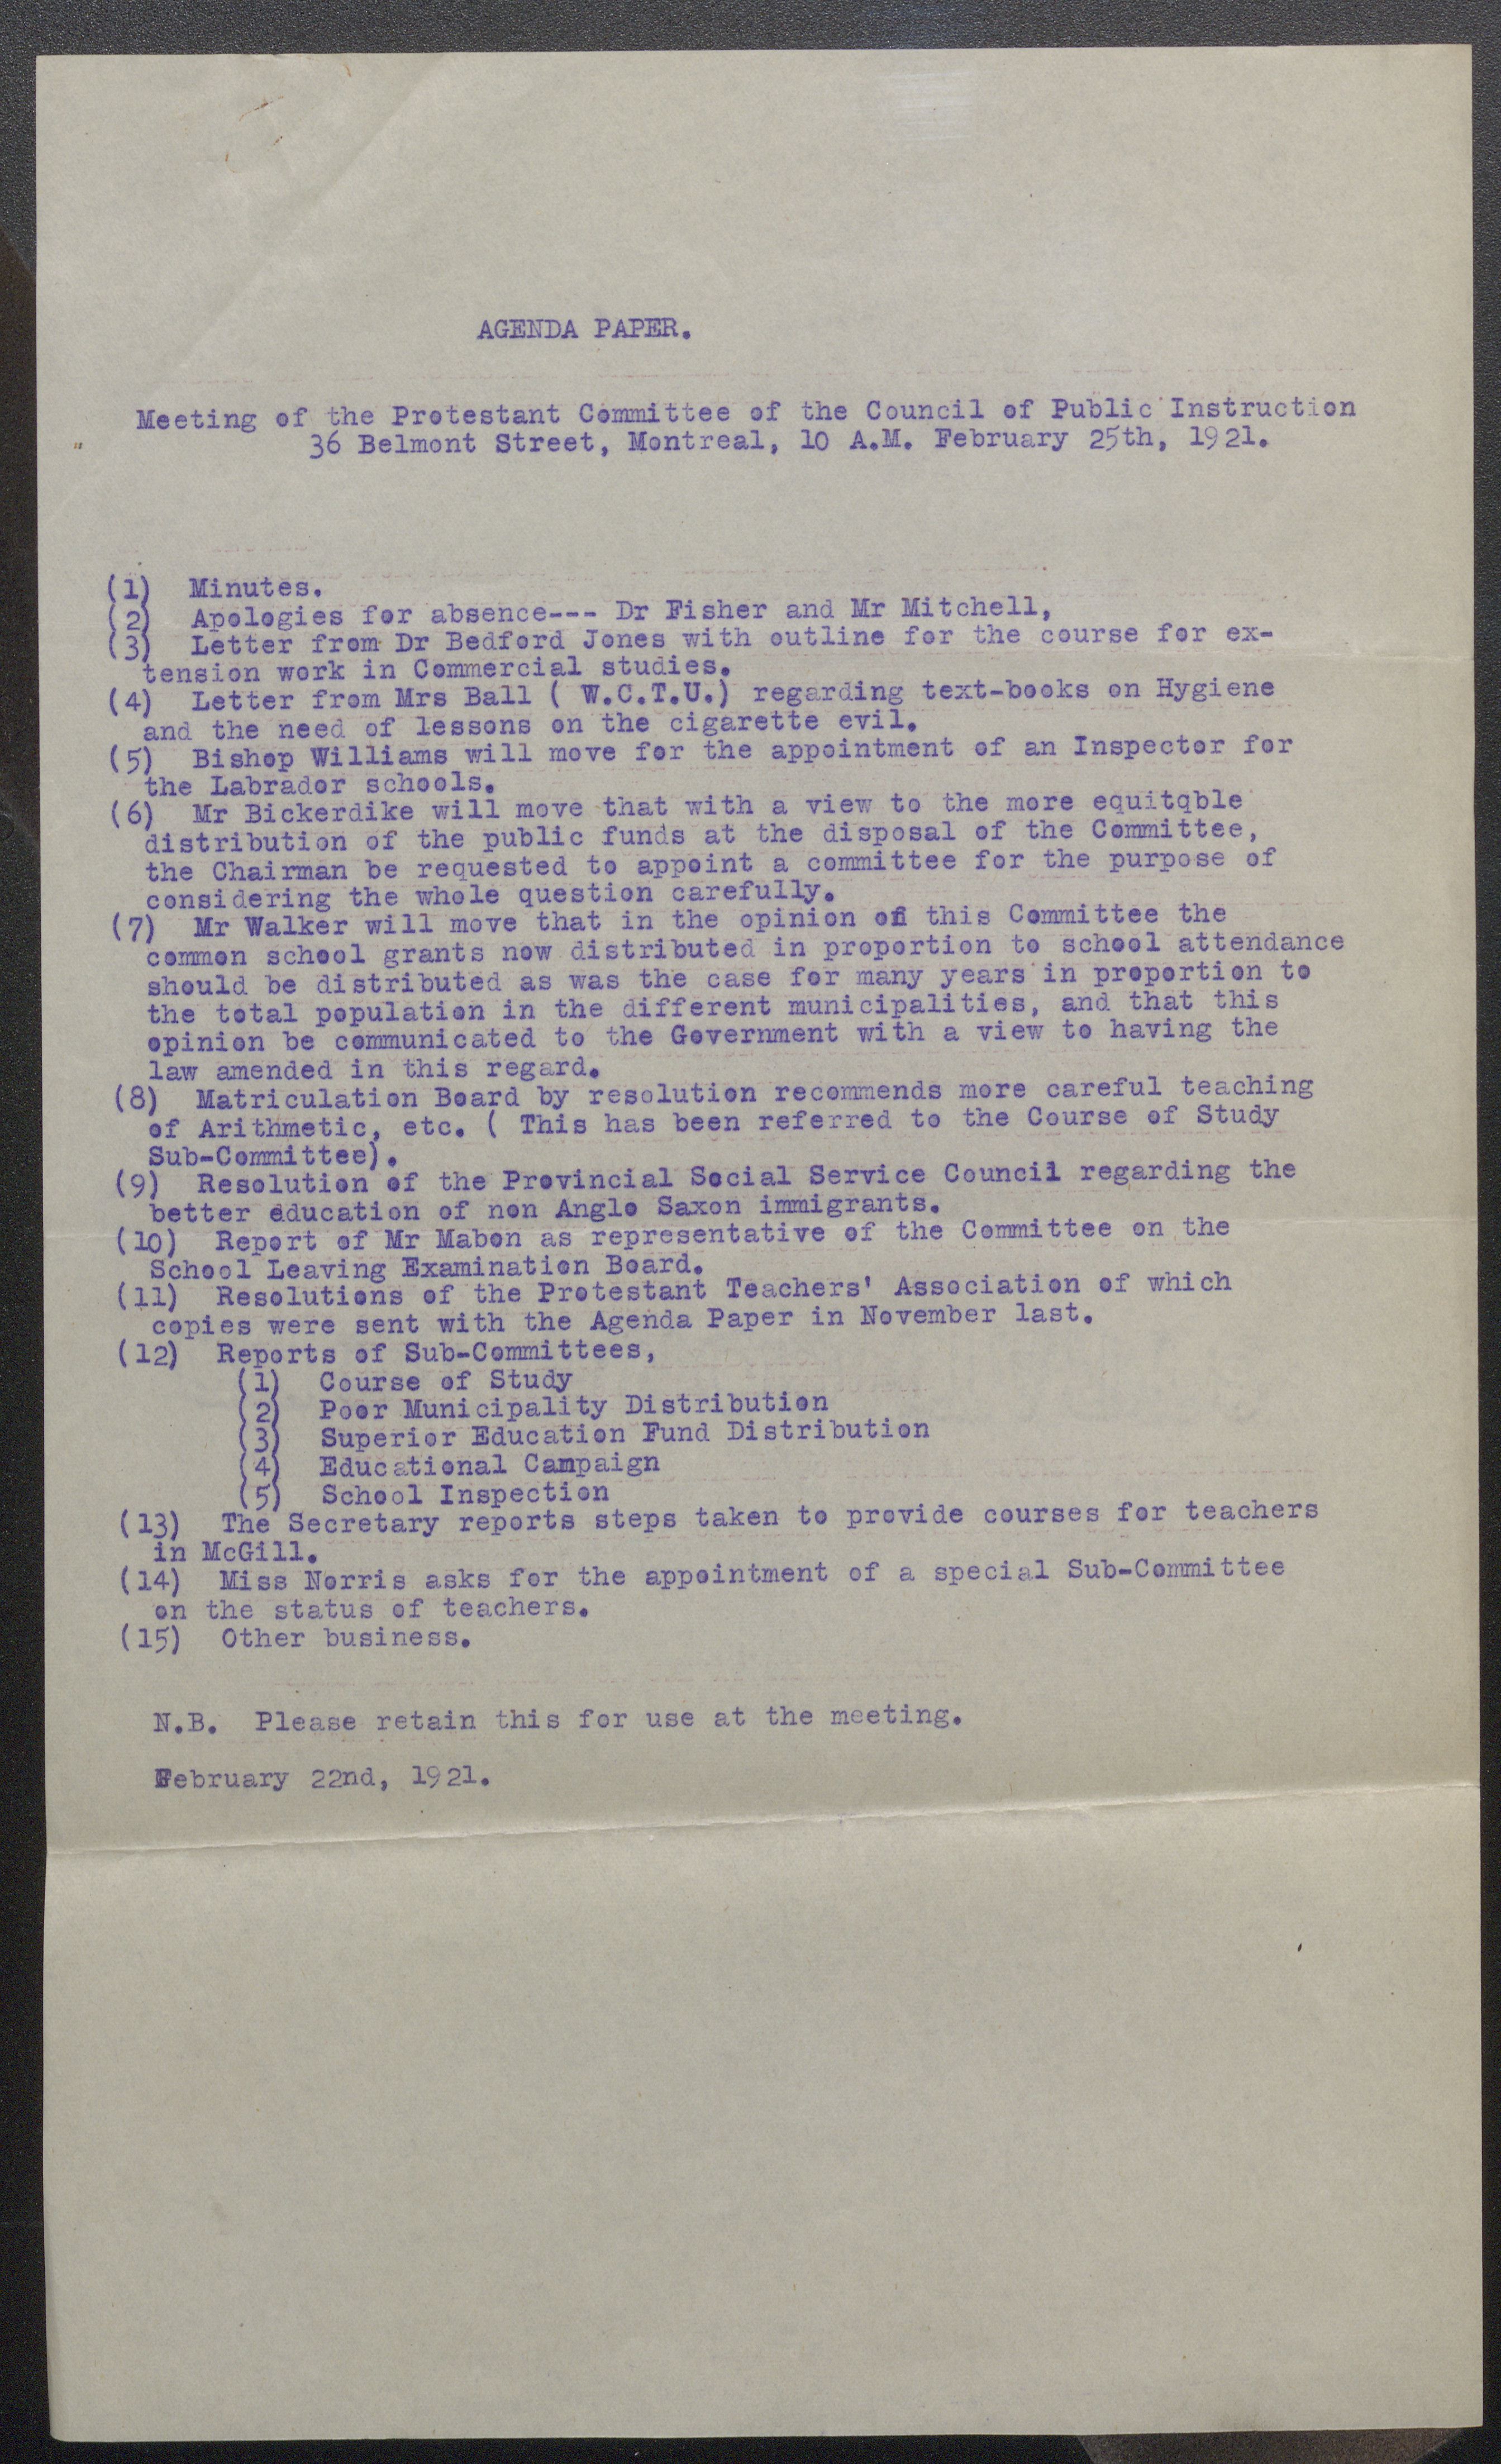 AGENDA PAPER.
Meeting of the Protestant Committee of the Council of Public Instruction
36 Belmont Street, Montreal, 10 A.M. February 25th, 1921.
(1) Minutes.
(2) Apologies for absence--- Dr Fisher and Mr Mitchell,
(3) Letter from Dr Bedford Jones with outline for the course for ex-
tension work in Commercial studies.
(4) Letter from Mrs Ball ( W.C.T.U.) regarding text-books on Hygiene
and the need of lessons on the cigarette evil.
(5) Bishop Williams will move for the appointment of an Inspector for
the Labrador schools.
(6) Mr Bickerdike will move that with a view to the more equitqble
distribution of the public funds at the disposal of the Committee,
the Chairman be requested to appoint a committee for the purpose of
considering the whole question carefully.
(7) Mr Walker will move that in the opinion of this Committee the
common school grants now distributed in proportion to school attendance
should be distributed as was the case for many years in proportion to
the total population in the different municipalities, and that this
opinion be communicated to the Government with a view to having the
law amended in this regard.
(8) Matriculation Board by resolution recommends more careful teaching
of Arithmetic, etc. ( This has been referred to the Course of Study
Sub-Committee).
(9) Resolution of the Provincial Social Service Council regarding the
better education of non Anglo Saxon immigrants.
(10) Report of Mr Mabon as representative of the Committee on the
School Leaving Examination Board.
(11) Resolutions of the Protestant Teachers' Association of which
copies were sent with the Agenda Paper in November last.
(12) Reports of Sub-Committees,
(1) Course of Study
(2) Poor Municipality Distribution
(3) Superior Education Fund Distribution
(4) Educational Campaign
(5) School Inspection
(13) The Secretary reports steps taken to provide courses for teachers
in McGill.
(14) Miss Norris asks for the appointment of a special Sub-Committee
on the status of teachers.
(15) Other business.
N.B. Please retain this for use at the meeting.
February 22nd, 1921.